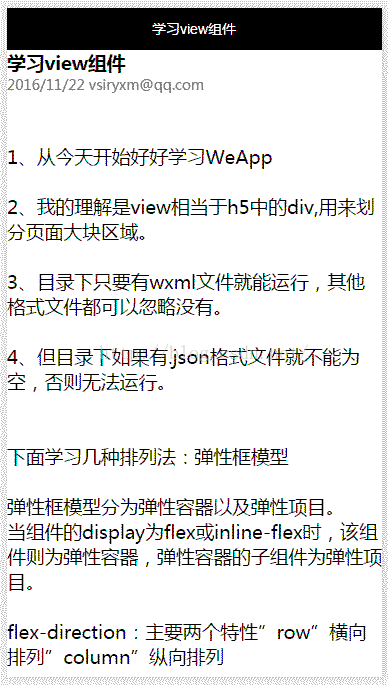 学习view组件
学习view组件
2016/11/22 vsiryxm@qq.com
1、从今天开始好好学习WeApp
2、我的理解是view相当于h5中的div,用来划
分页面大块区域。
3、目录下只要有wxml文件就能运行，其他
格式文件都可以忽略没有。
4、但目录下如果有.json格式文件就不能为
空，否则无法运行。
下面学习几种排列法：弹性框模型
弹性框模型分为弹性容器以及弹性项目。
当组件的display为flex或inline-flex时，该组
件则为弹性容器，弹性容器的子组件为弹性项
目。
flex-direction：主要两个特性”row”横向
排列”column”纵向排列